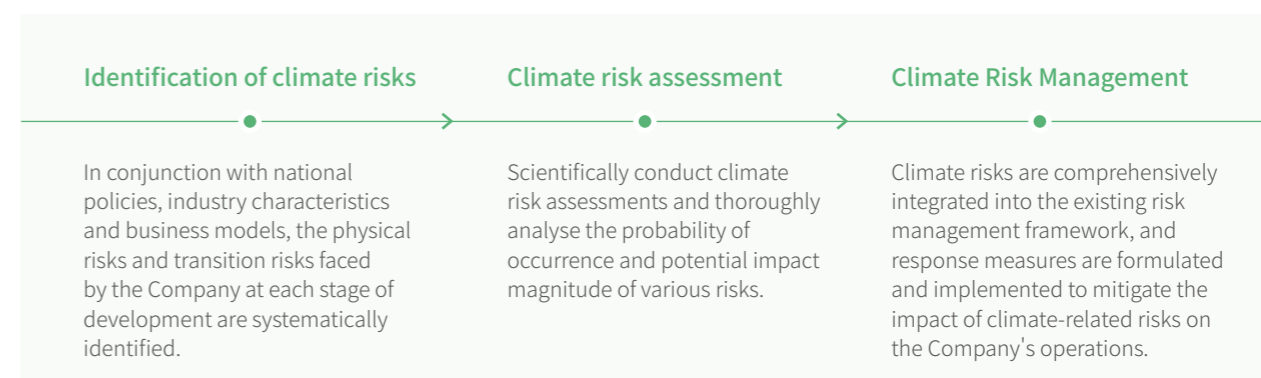 Identification of climate risks
In conjunction with national
policies, industry characteristics
and business models, the physical
risks and transition risks faced
by the Company at each stage of
development are systematically
identified.
Climate risk assessment
Scientifically conduct climate
risk assessments and thoroughly
analyse the probability of
occurrence and potential impact
magnitude of various risks.
Climate Risk Management
Climate risks are comprehensively
integrated into the existing risk
management framework, and
response measures are formulated
and implemented to mitigate the
impact of climate-related risks on
the Company's operations.